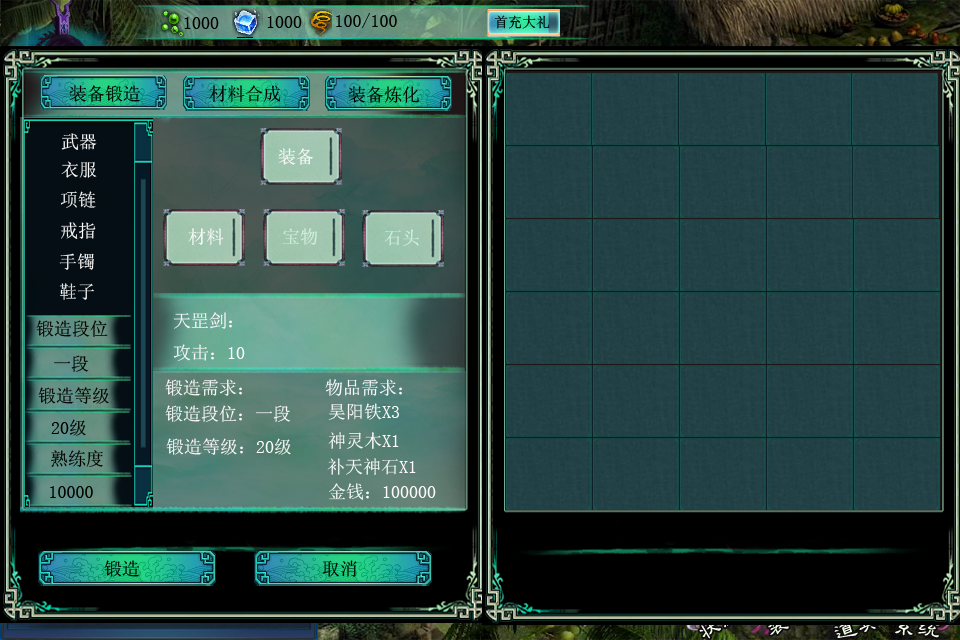 1000 1000 100/100 首充大礼
装备锻造 材料合成 装备炼化
武器
衣服
项链
戒指
手镯
鞋子
锻造段位
一段
锻造等级
20级
熟练度
10000
装备
材料 宝物 石头
天罡剑：
攻击：10
锻造需求：
锻造段位：一段
锻造等级：20级
物品需求：
昊阳铁X3
神灵木X1
补天神石X1
金钱：100000
锻造 取消